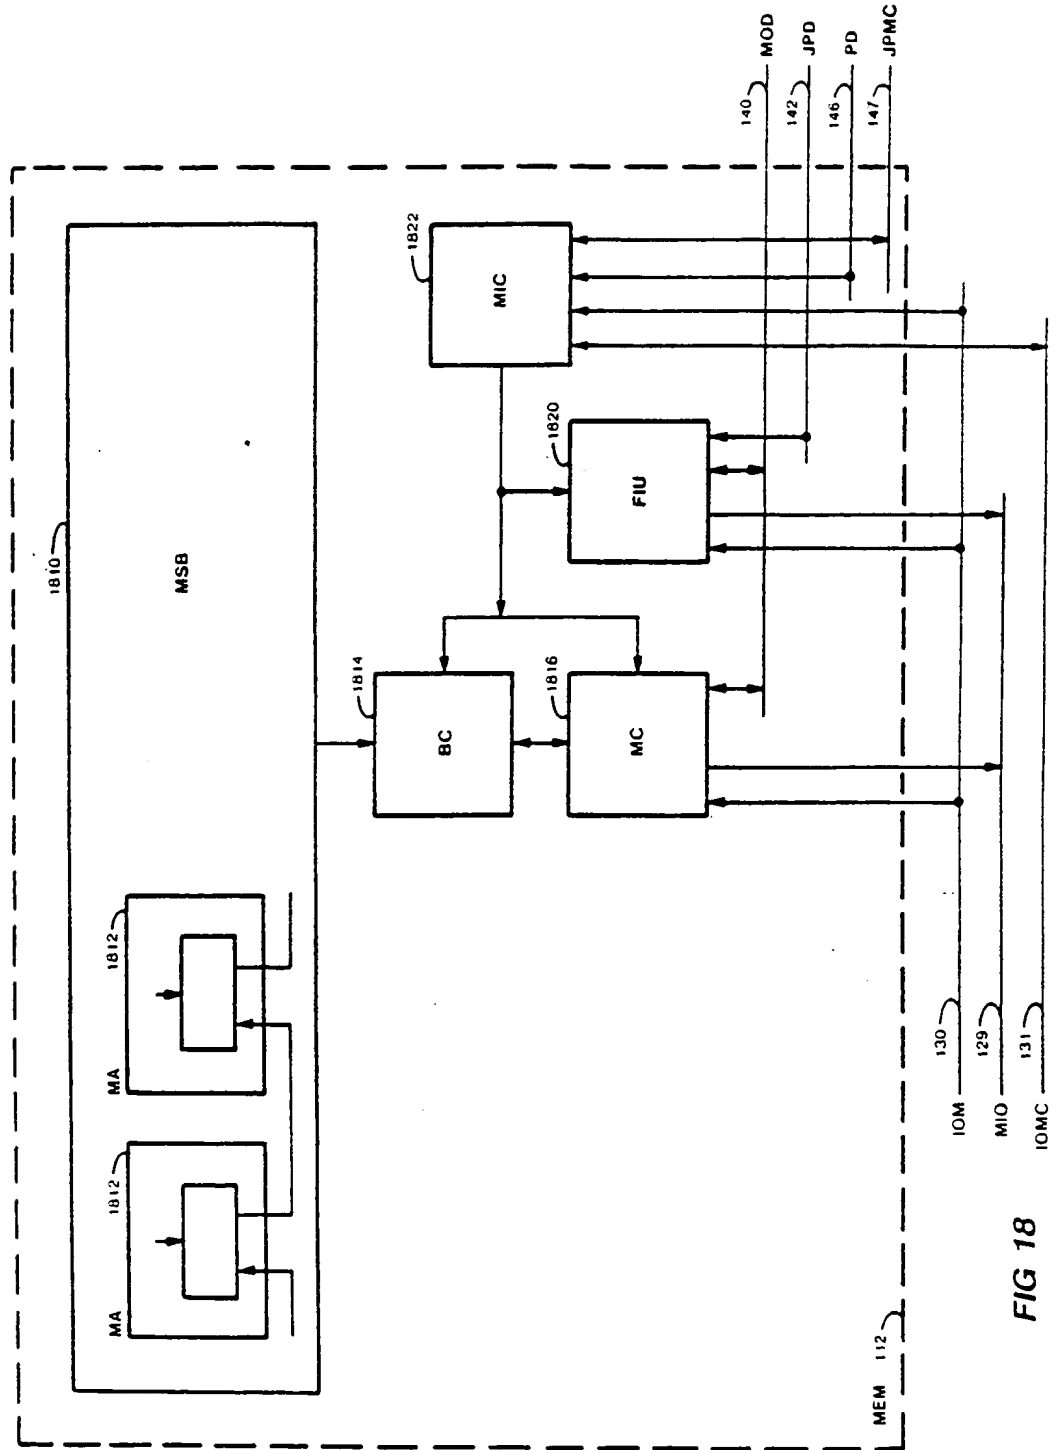 1810
MSB
1812
MA
1812
MA
1822
MIC
1820
FIU
1814
BC
1816
MC
140
MOD
142
JPD
146
PD
147
JPMC
130
IOM
129
MIO
131
IOMC
MEM 112
FIG 18